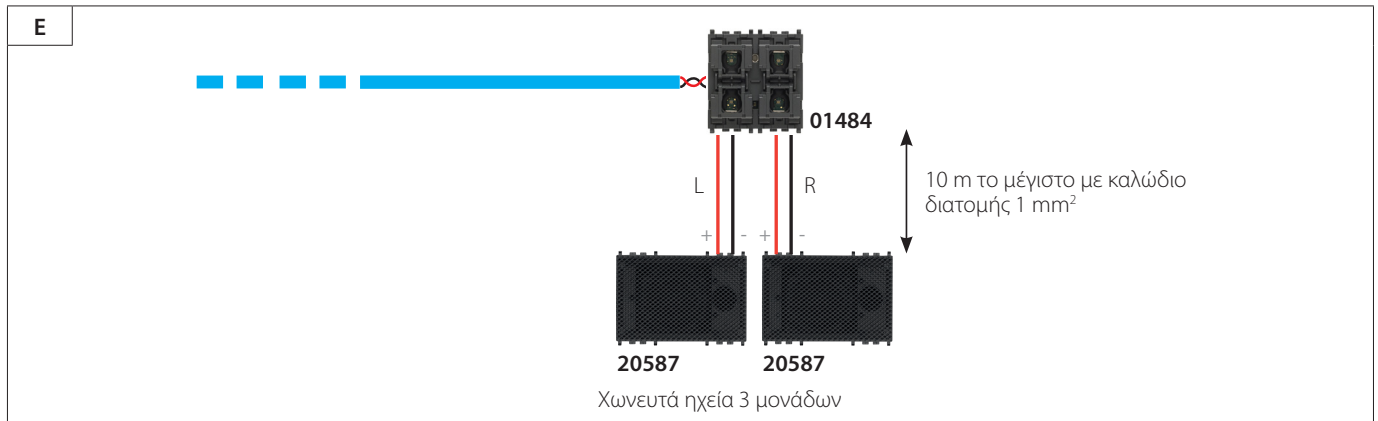 E
01484
L
R
10 m το μέγιστο με καλώδιο
διατομής 1 mm²
+ - + -
20587
20587
Χωνευτά ηχεία 3 μονάδων